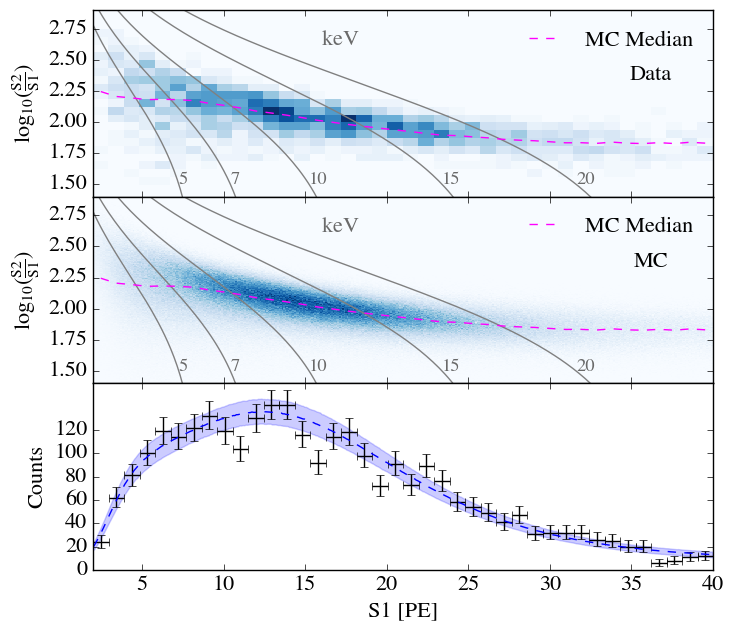 2.75
2.50
2.25
2.00
1.75
1.50
log₁₀(S2/S1)
keV
MC Median
Data
5 7 10 15 20
2.75
2.50
2.25
2.00
1.75
1.50
log₁₀(S2/S1)
keV
MC Median
MC
5 7 10 15 20
120
100
80
60
40
20
0
Counts
5 10 15 20 25 30 35 40
S1 [PE]